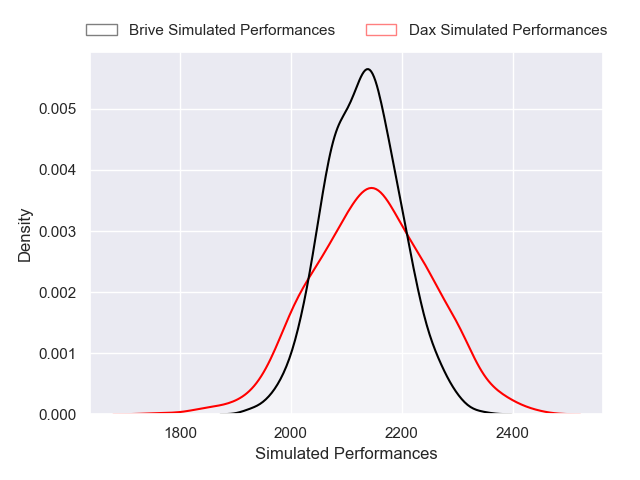 Brive Simulated Performances Dax Simulated Performances
0.005
0.004
0.003
0.002
0.001
0.000
Density
1800 2000 2200 2400
Simulated Performances